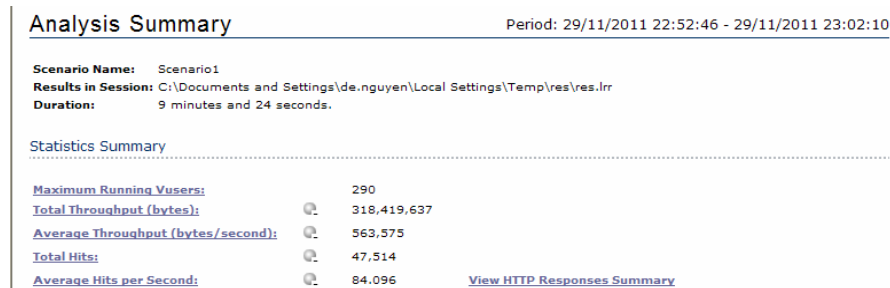 Analysis Summary Period: 29/11/2011 22:52:46 - 29/11/2011 23:02:10
Scenario Name: Scenario1
Results in Session: C:\Documents and Settings\de.nguyen\Local Settings\Temp\res\res.lrr
Duration: 9 minutes and 24 seconds.
Statistics Summary
Maximum Running Vusers: 290
Total Throughput (bytes): 318,419,637
Average Throughput (bytes/second): 563,575
Total Hits: 47,514
Average Hits per Second: 84.096 View HTTP Responses Summary